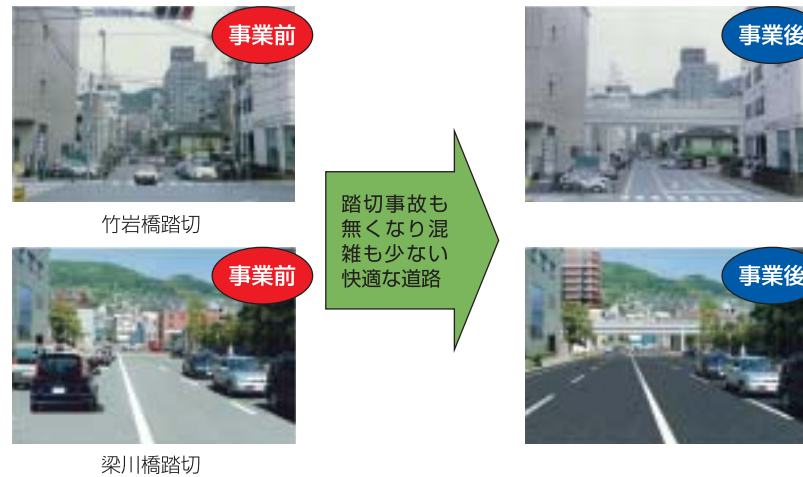 事業前
事業後
竹岩橋踏切
踏切事故も
無くなり混
雑も少ない
快適な道路
事業前
事業後
梁川橋踏切